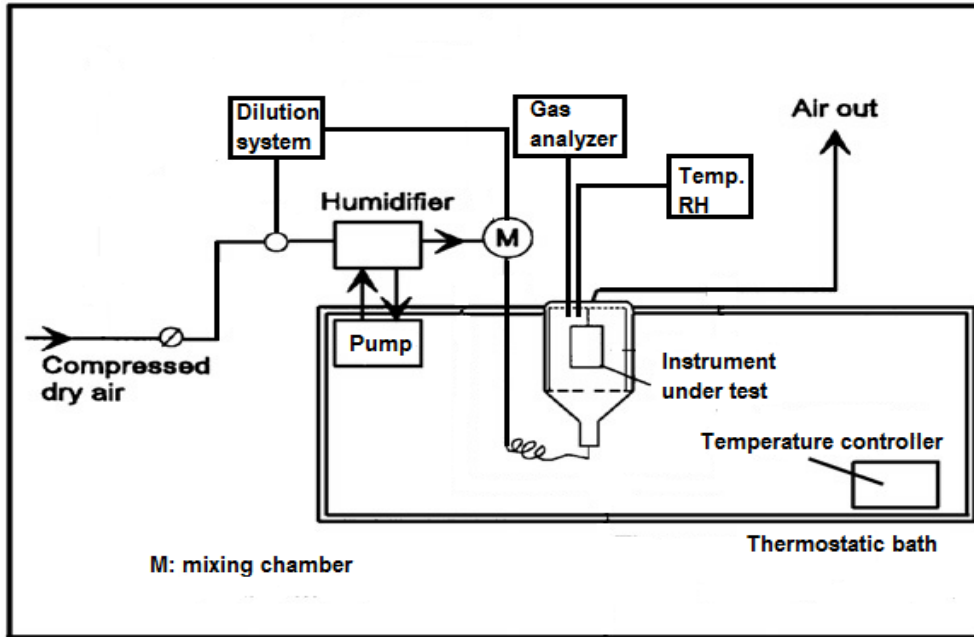 Dilution
system
Gas
analyzer
Air out
Temp.
RH
Humidifier
M
Pump
Compressed
dry air
Instrument
under test
Temperature controller
Thermostatic bath
M: mixing chamber